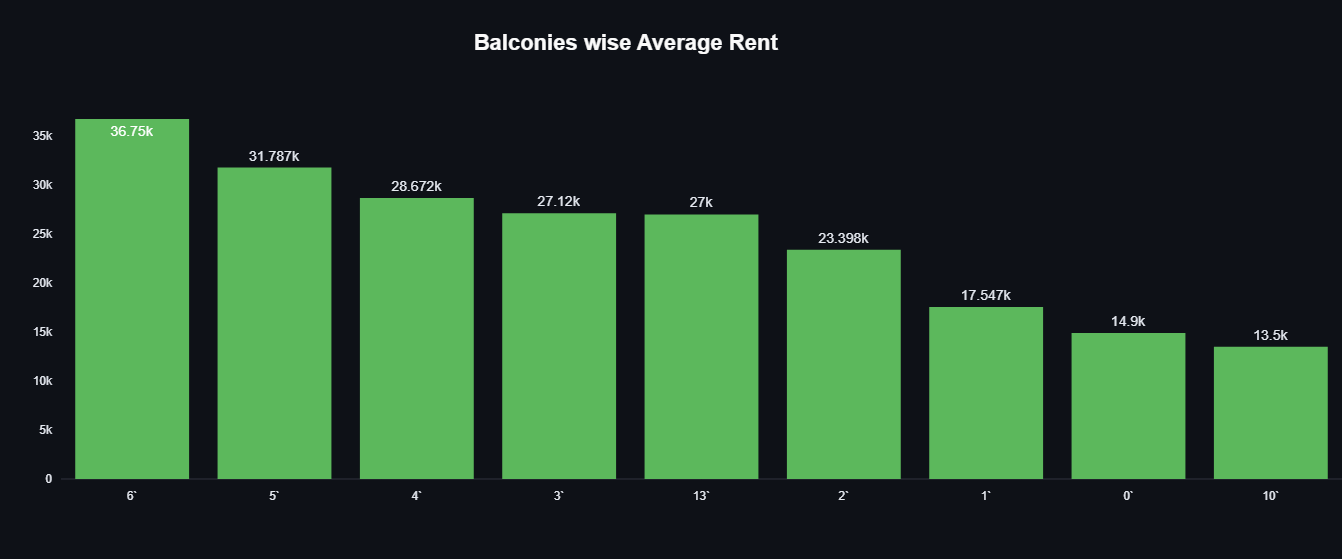 Balconies wise Average Rent
35k
30k
25k
20k
15k
10k
5k
0
36.75k
31.787k
28.672k
27.12k
27k
23.398k
17.547k
14.9k
13.5k
6` 5` 4` 3` 13` 2` 1` 0` 10`